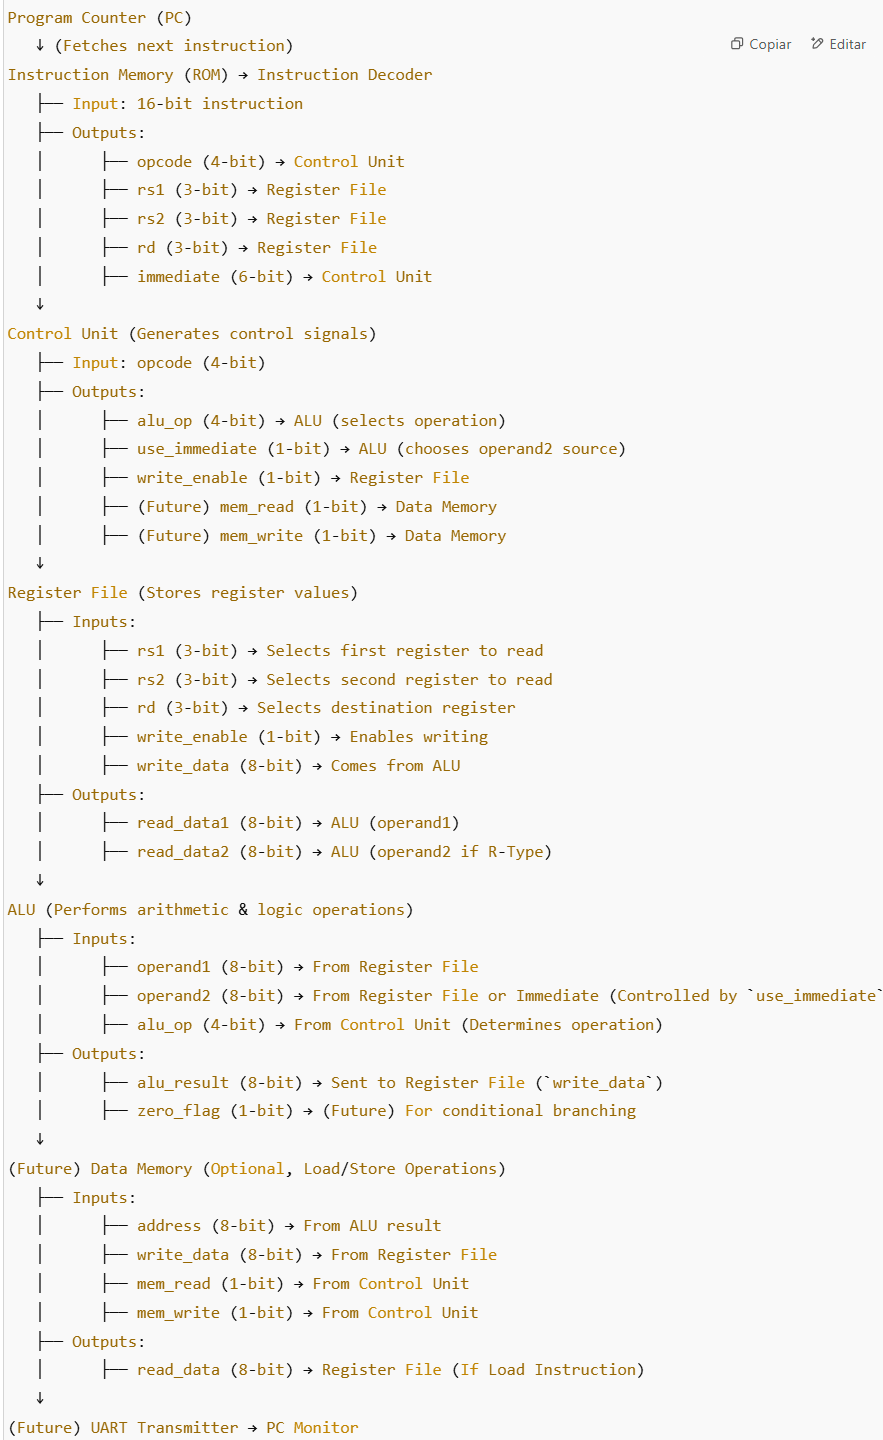 Program Counter (PC)
↓ (Fetches next instruction)
Copiar
Editar
Instruction Memory (ROM) → Instruction Decoder
├── Input: 16-bit instruction
├── Outputs:
│ ├── opcode (4-bit) → Control Unit
│ ├── rs1 (3-bit) → Register File
│ ├── rs2 (3-bit) → Register File
│ ├── rd (3-bit) → Register File
│ ├── immediate (6-bit) → Control Unit
↓
Control Unit (Generates control signals)
├── Input: opcode (4-bit)
├── Outputs:
│ ├── alu_op (4-bit) → ALU (selects operation)
│ ├── use_immediate (1-bit) → ALU (chooses operand2 source)
│ ├── write_enable (1-bit) → Register File
│ ├── (Future) mem_read (1-bit) → Data Memory
│ ├── (Future) mem_write (1-bit) → Data Memory
↓
Register File (Stores register values)
├── Inputs:
│ ├── rs1 (3-bit) → Selects first register to read
│ ├── rs2 (3-bit) → Selects second register to read
│ ├── rd (3-bit) → Selects destination register
│ ├── write_enable (1-bit) → Enables writing
│ ├── write_data (8-bit) → Comes from ALU
├── Outputs:
│ ├── read_data1 (8-bit) → ALU (operand1)
│ ├── read_data2 (8-bit) → ALU (operand2 if R-Type)
↓
ALU (Performs arithmetic & logic operations)
├── Inputs:
│ ├── operand1 (8-bit) → From Register File
│ ├── operand2 (8-bit) → From Register File or Immediate (Controlled by `use_immediate`
│ ├── alu_op (4-bit) → From Control Unit (Determines operation)
├── Outputs:
│ ├── alu_result (8-bit) → Sent to Register File (`write_data`)
│ ├── zero_flag (1-bit) → (Future) For conditional branching
↓
(Future) Data Memory (Optional, Load/Store Operations)
├── Inputs:
│ ├── address (8-bit) → From ALU result
│ ├── write_data (8-bit) → From Register File
│ ├── mem_read (1-bit) → From Control Unit
│ ├── mem_write (1-bit) → From Control Unit
├── Outputs:
│ ├── read_data (8-bit) → Register File (If Load Instruction)
↓
(Future) UART Transmitter → PC Monitor